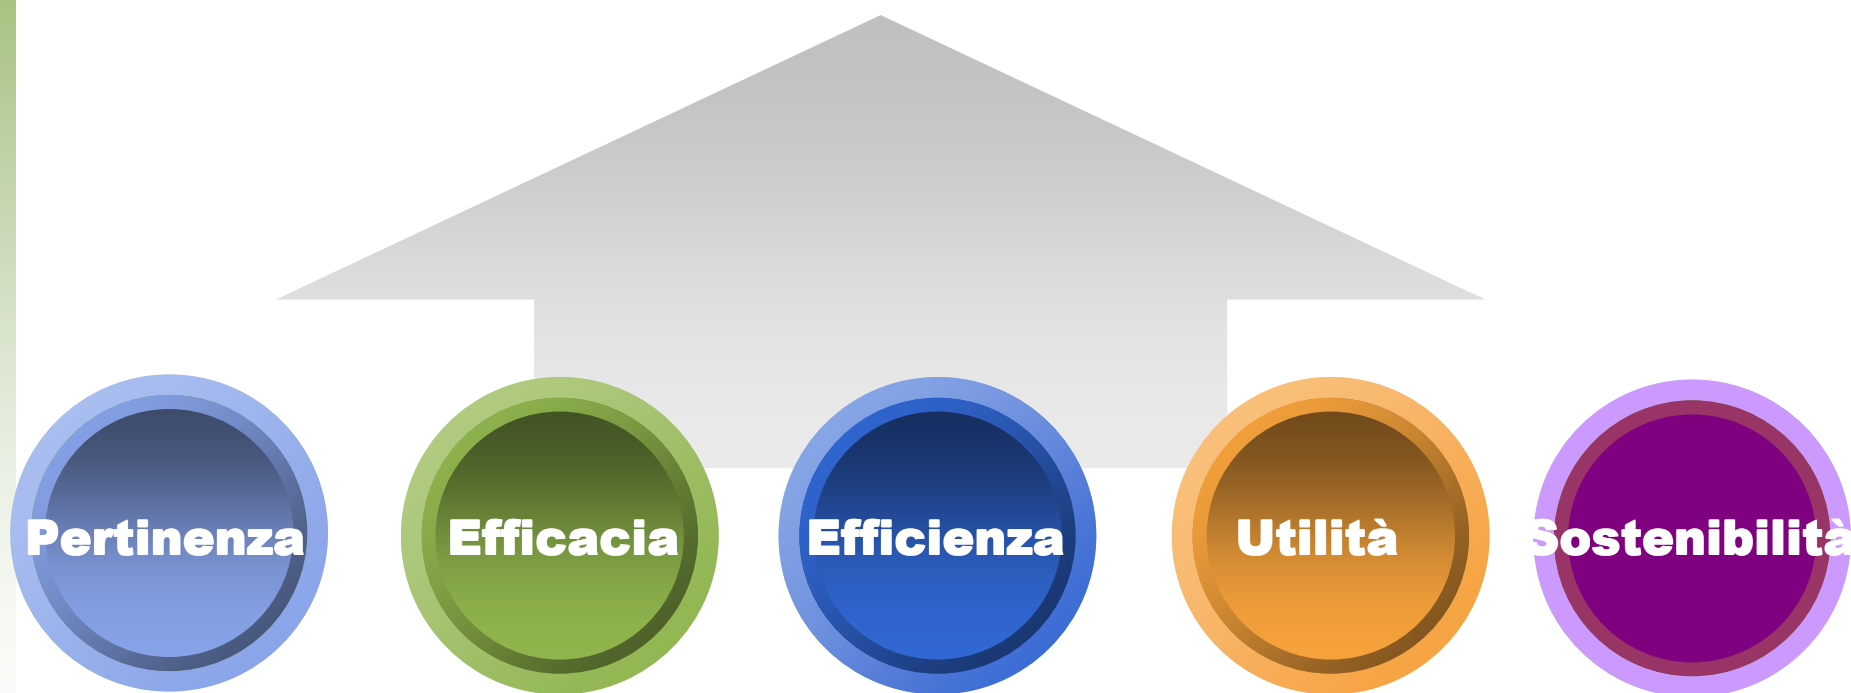 Pertinenza
Efficacia
Efficienza
Utilità
Sostenibilità